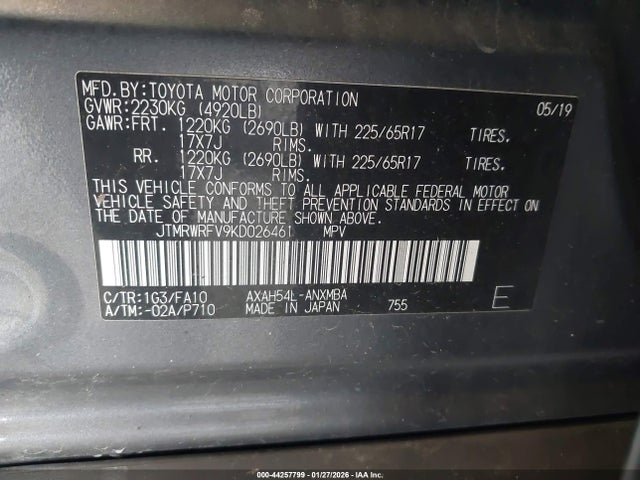 MFD.BY:TOYOTA MOTOR CORPORATION 05/19
GVWR:2230KG (4920LB)
GAWR:FRT. 1220KG (2690LB) WITH 225/65R17 TIRES.
17X7J RIMS.
RR. 1220KG (2690LB) WITH 225/65R17 TIRES.
17X7J RIMS.
THIS VEHICLE CONFORMS TO ALL APPLICABLE FEDERAL MOTOR
VEHICLE SAFETY AND THEFT PREVENTION STANDARDS IN EFFECT ON
THE DATE OF MANUFACTURE SHOWN ABOVE.
JTMRWRFV9KD026461 MPV
C/TR:1G3/FA10 AXAH54L-ANXMBA
A/TM:-02A/P710 MADE IN JAPAN 755 E
000-44257799 - 01/27/2026 - IAA Inc.